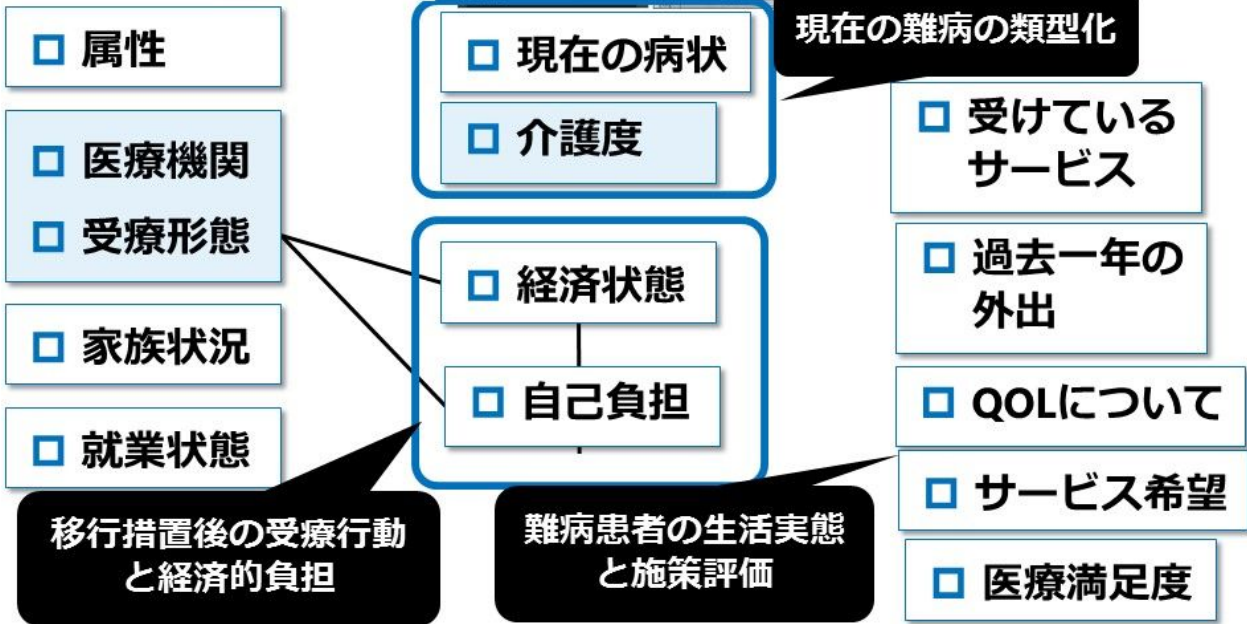 属性
医療機関
受療形態
家族状況
就業状態
移行措置後の受療行動
と経済的負担
現在の病状
介護度
経済状態
自己負担
難病患者の生活実態
と施策評価
現在の難病の類型化
受けている
サービス
過去一年の
外出
QOLについて
サービス希望
医療満足度